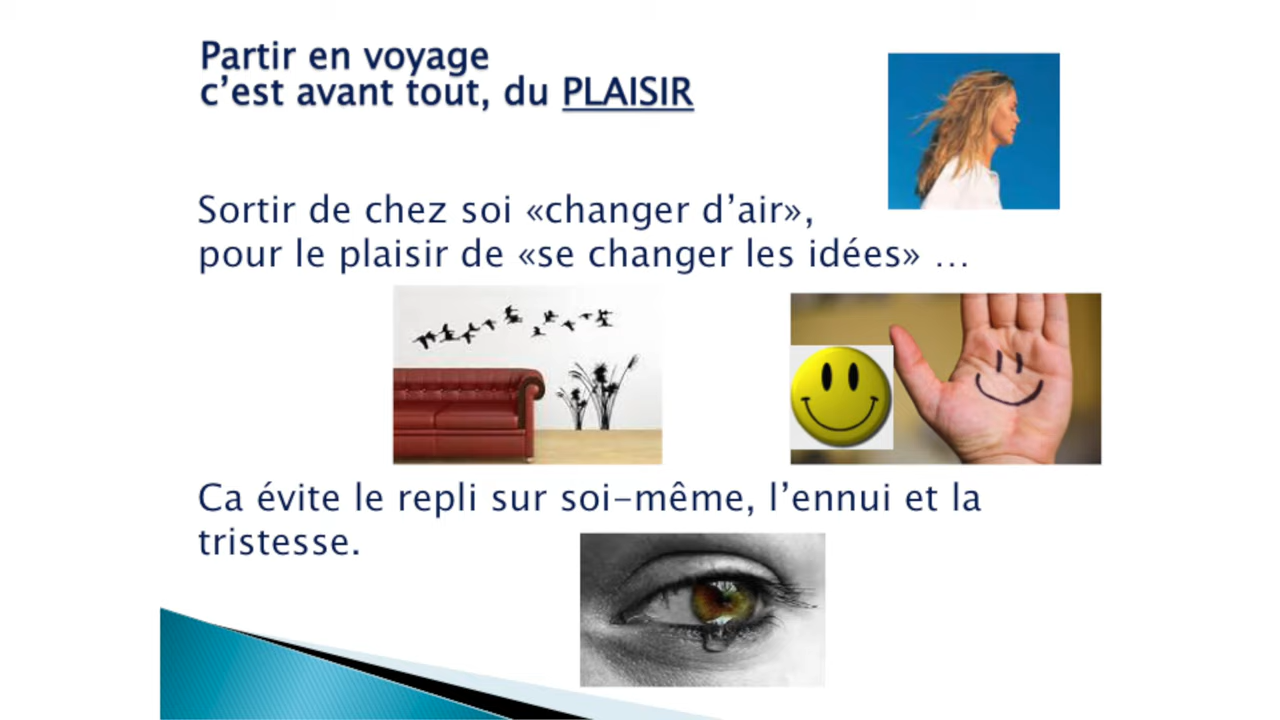 Partir en voyage
c’est avant tout, du PLAISIR
Sortir de chez soi «changer d’air»,
pour le plaisir de «se changer les idées» …
Ca évite le repli sur soi-même, l’ennui et la
tristesse.